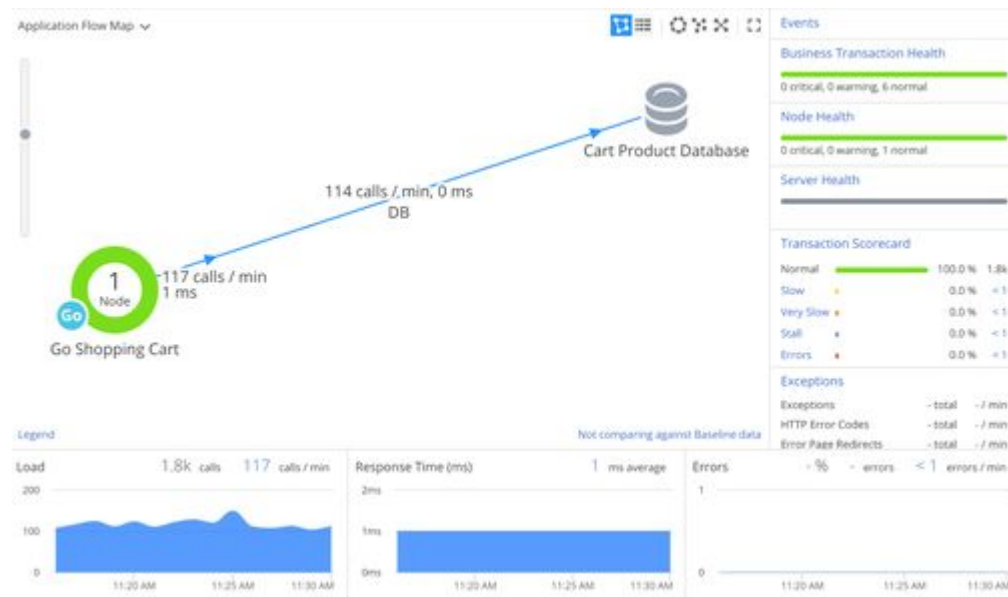 Application Flow Map
Cart Product Database
114 calls / min, 0 ms
DB
117 calls / min
1 ms
1
Node
Go
Go Shopping Cart
Legend
Not comparing against Baseline data
Events
Business Transaction Health
0 critical, 0 warning, 6 normal
Node Health
0 critical, 0 warning, 1 normal
Server Health
Transaction Scorecard
Normal 100.0 % 1.8k
Slow 0.0 % < 1
Very Slow 0.0 % < 1
Stall 0.0 % < 1
Errors 0.0 % < 1
Exceptions
Exceptions - total - / min
HTTP Error Codes - total - / min
Error Page Redirects - total - / min
Load 1.8k calls 117 calls / min
200
100
0
11:20 AM 11:25 AM 11:30 AM
Response Time (ms) 1 ms average
2ms
1ms
0ms
11:20 AM 11:25 AM 11:30 AM
Errors - % - errors < 1 errors / min
1
0
11:20 AM 11:25 AM 11:30 AM